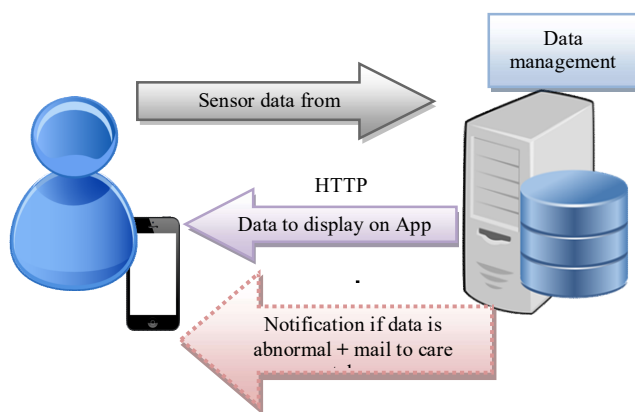 Data
management
Sensor data from
HTTP
Data to display on App
.
Notification if data is
abnormal + mail to care